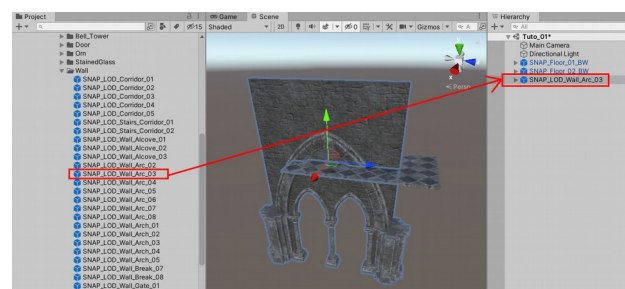 Project
15
Bell_Tower
Door
Om
StainedGlass
Wall
SNAP_LOD_Corridor_01
SNAP_LOD_Corridor_02
SNAP_LOD_Corridor_03
SNAP_LOD_Corridor_04
SNAP_LOD_Corridor_05
SNAP_LOD_Stairs_Corridor_01
SNAP_LOD_Stairs_Corridor_02
SNAP_LOD_Wall_Alcove_01
SNAP_LOD_Wall_Alcove_02
SNAP_LOD_Wall_Alcove_03
SNAP_LOD_Wall_Arc_02
SNAP_LOD_Wall_Arc_03
SNAP_LOD_Wall_Arc_04
SNAP_LOD_Wall_Arc_05
SNAP_LOD_Wall_Arc_06
SNAP_LOD_Wall_Arc_07
SNAP_LOD_Wall_Arc_08
SNAP_LOD_Wall_Arch_01
SNAP_LOD_Wall_Arch_02
SNAP_LOD_Wall_Arch_03
SNAP_LOD_Wall_Arch_04
SNAP_LOD_Wall_Arch_05
SNAP_LOD_Wall_Break_07
SNAP_LOD_Wall_Break_08
SNAP_LOD_Wall_Gate_01
Game Scene
Shaded 2D 0 Gizmos
y
x
Persp
Hierarchy
All
Tuto_01*
Main Camera
Directional Light
SNAP_Floor_01_BW
SNAP_Floor_02_BW
SNAP_LOD_Wall_Arc_03